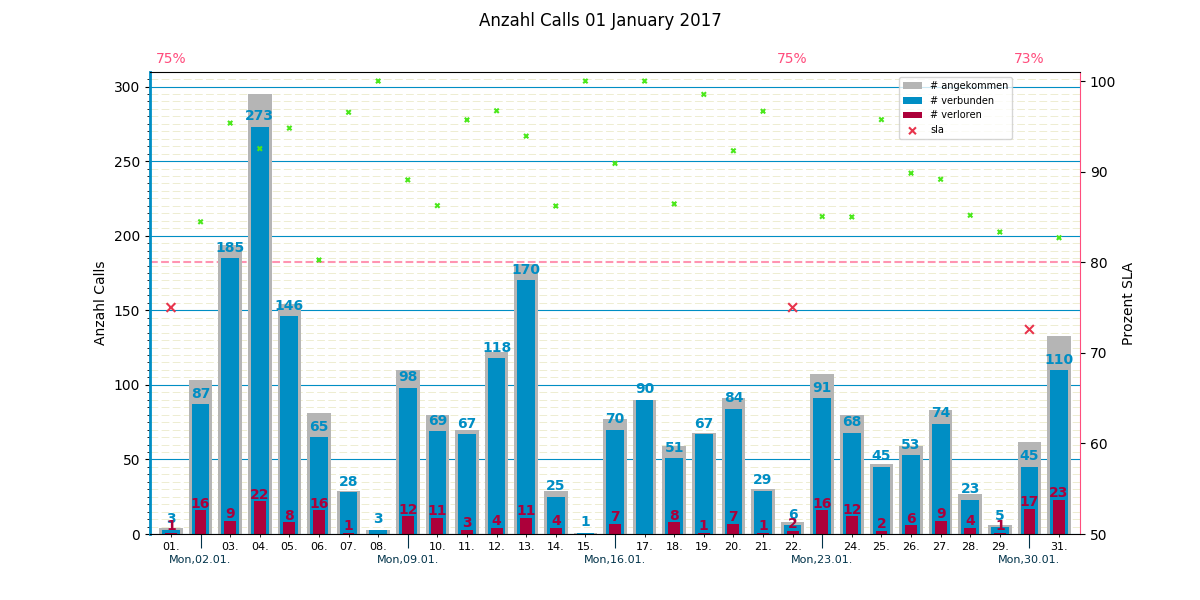 Anzahl Calls 01 January 2017
75% 75% 73%
# angekommen
# verbunden
# verloren
sla
Anzahl Calls
300
250
200
150
100
50
0
Prozent SLA
100
90
80
70
60
50
3 87 185 273 146 65 28 3 98 69 67 118 170 25 1 70 90 51 67 84 29 6 91 68 45 53 74 23 5 45 110
1 16 9 22 8 16 1 12 11 3 4 11 4 7 8 1 7 1 2 16 12 2 6 9 4 1 17 23
01. 03. 04. 05. 06. 07. 08. 10. 11. 12. 13. 14. 15. 17. 18. 19. 20. 21. 22. 24. 25. 26. 27. 28. 29. 31.
Mon,02.01. Mon,09.01. Mon,16.01. Mon,23.01. Mon,30.01.